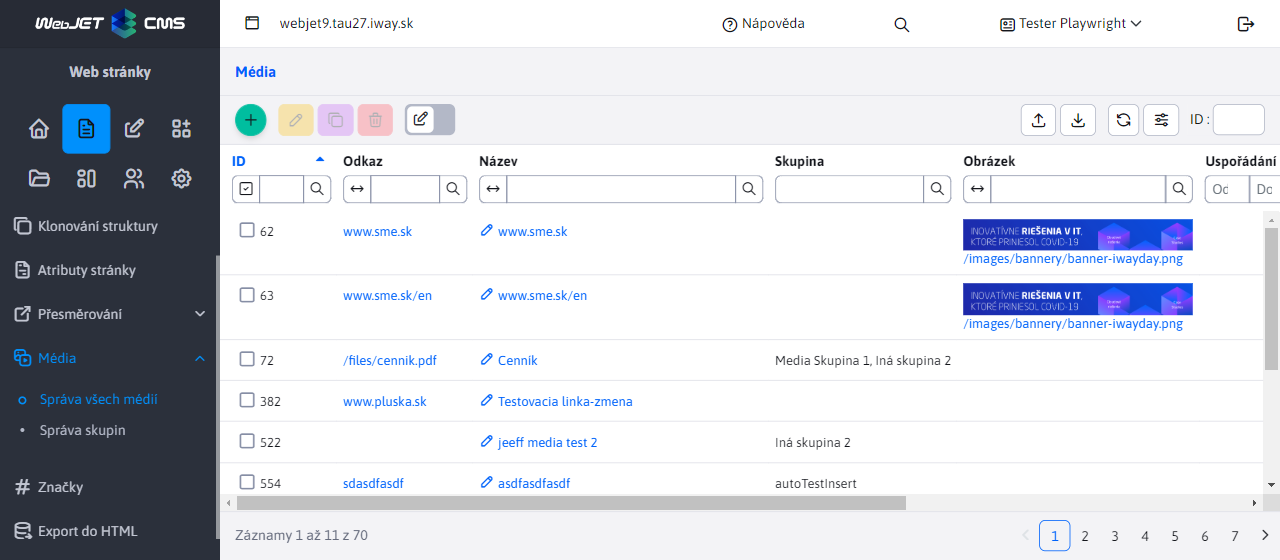 WebJET CMS
webjet9.tau27.iway.sk
Nápověda
Tester Playwright
Web stránky
Klonování struktury
Atributy stránky
Přesměrování
Média
Správa všech médií
Správa skupin
Značky
Export do HTML
Média
ID :
ID Odkaz Název Skupina Obrázek Uspořádání
Od Do
62 www.sme.sk www.sme.sk
INOVATÍVNE RIEŠENIA V IT,
KTORÉ PRINIESOL COVID-19
/images/bannery/banner-iwayday.png
63 www.sme.sk/en www.sme.sk/en
INOVATÍVNE RIEŠENIA V IT,
KTORÉ PRINIESOL COVID-19
/images/bannery/banner-iwayday.png
72 /files/cennik.pdf Cenník Media Skupina 1, Iná skupina 2
382 www.pluska.sk Testovacia linka-zmena
522 jeeff media test 2 Iná skupina 2
554 sdasdfasdf asdfasdfasdf autoTestInsert
Záznamy 1 až 11 z 70
1 2 3 4 5 6 7